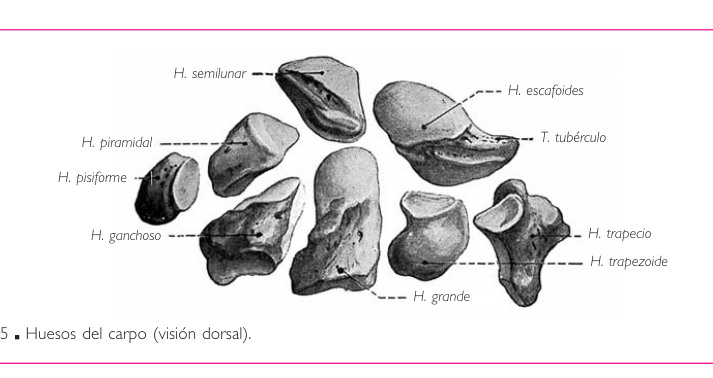 H. semilunar
H. escafoides
H. piramidal
T. tubérculo
H. pisiforme
H. ganchoso
H. trapecio
H. trapezoide
H. grande
5 ▪ Huesos del carpo (visión dorsal).